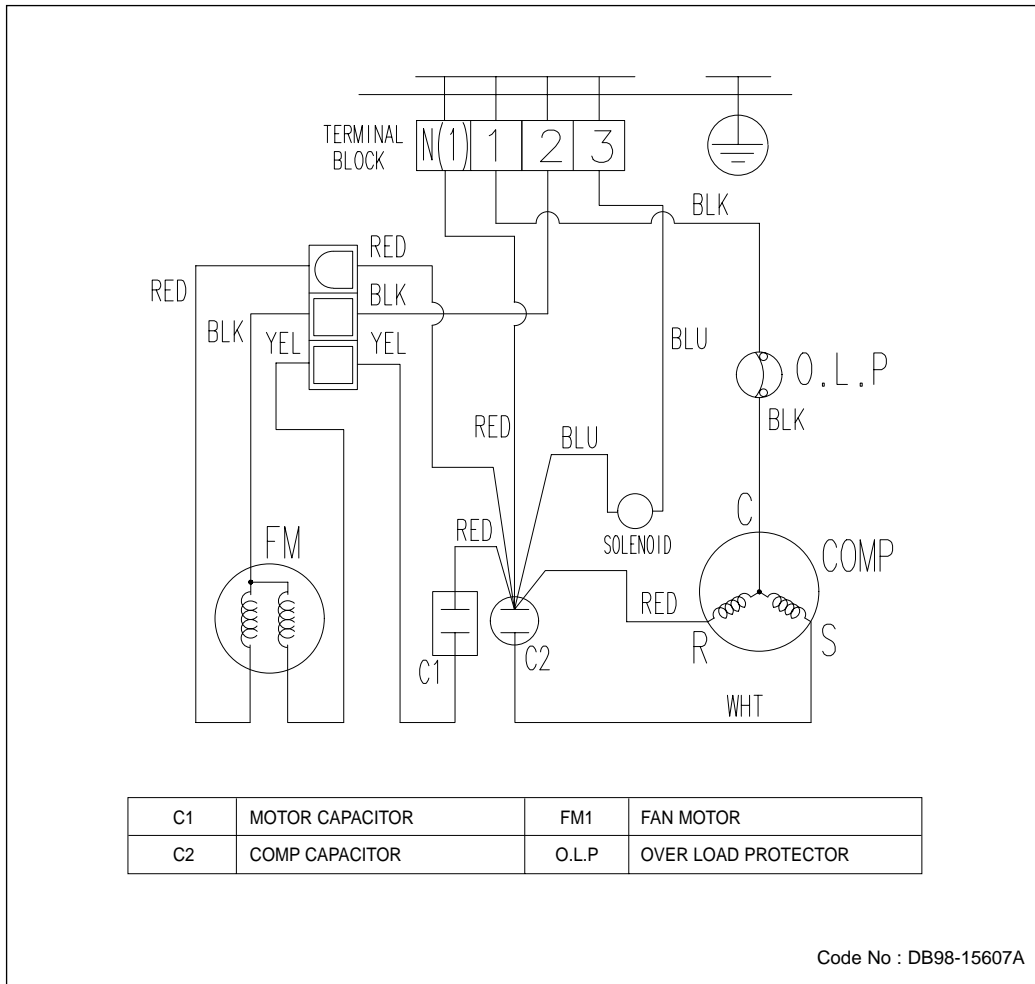 TERMINAL
BLOCK
N(1) 1 2 3
BLK
RED
RED
BLK
BLK
YEL YEL
BLU
O.L.P
BLK
RED
BLU
C
SOLENOID
RED
FM
COMP
RED
R
S
C1
C2
WHT
C1 MOTOR CAPACITOR FM1 FAN MOTOR
C2 COMP CAPACITOR O.L.P OVER LOAD PROTECTOR
Code No : DB98-15607A